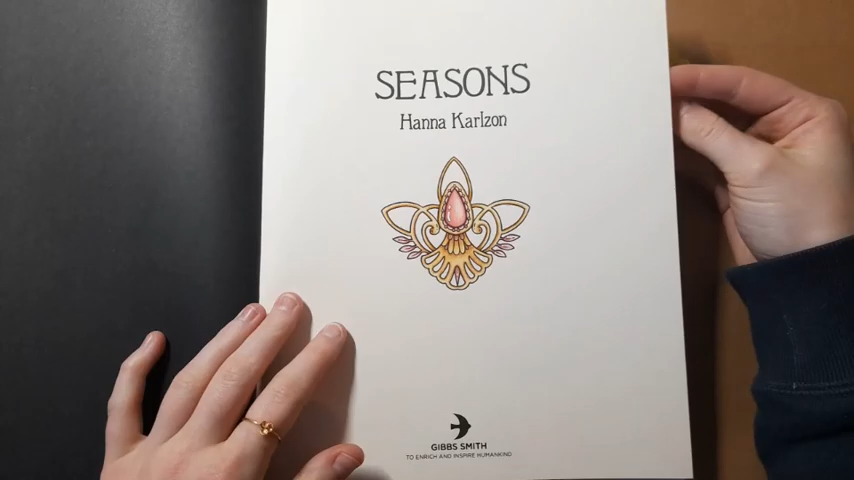 SEASONS
Hanna Karlzon
GIBBS SMITH
TO ENRICH AND INSPIRE HUMANKIND